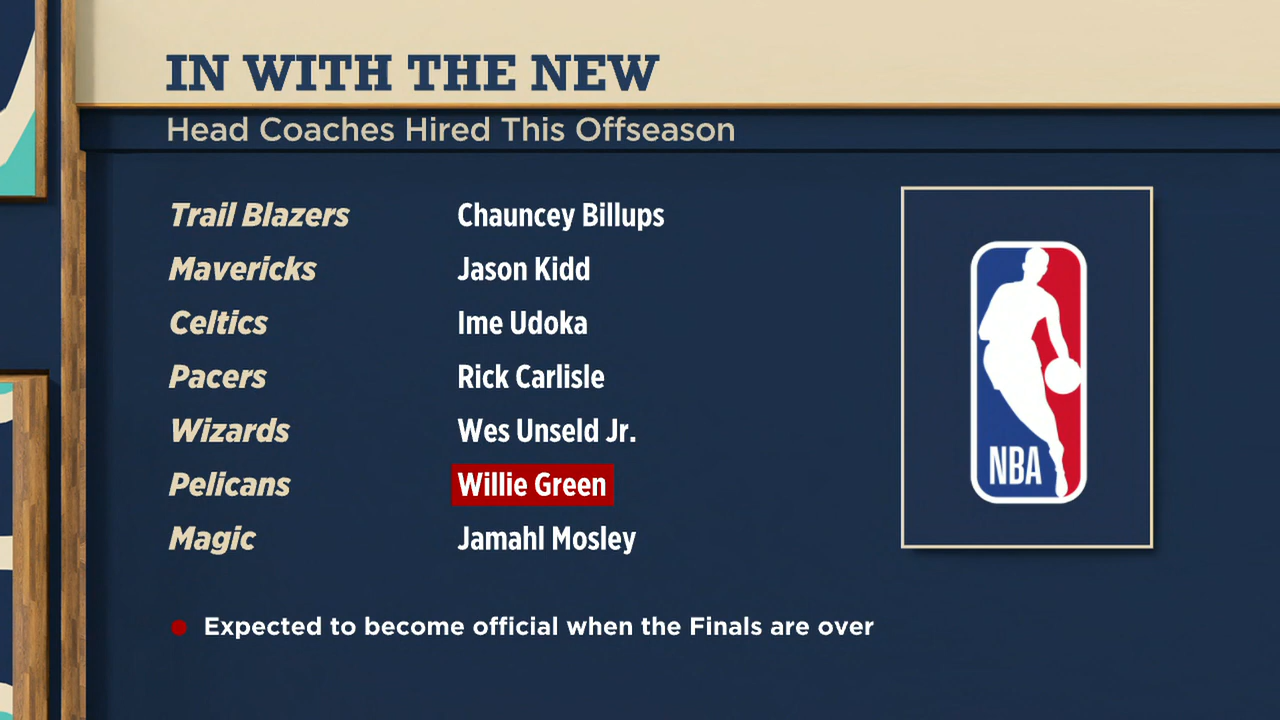 IN WITH THE NEW
Head Coaches Hired This Offseason
Trail Blazers Chauncey Billups
Mavericks Jason Kidd
Celtics Ime Udoka
Pacers Rick Carlisle
Wizards Wes Unseld Jr.
Pelicans Willie Green
Magic Jamahl Mosley
NBA
Expected to become official when the Finals are over